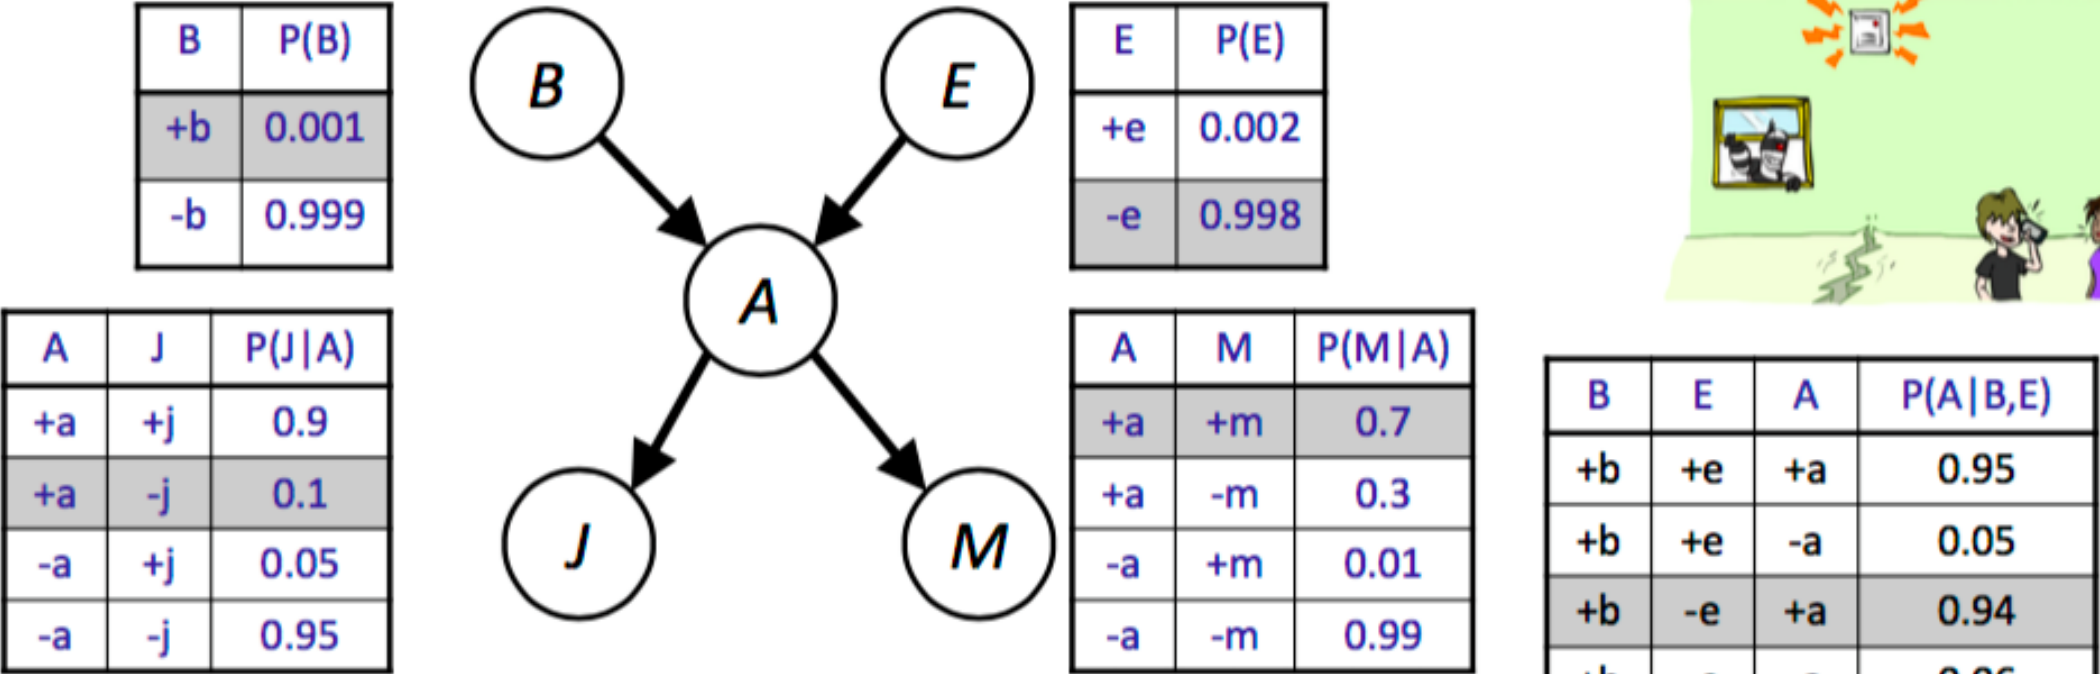 B P(B)
+b 0.001
-b 0.999
B
E
E P(E)
+e 0.002
-e 0.998
A
A J P(J|A)
+a +j 0.9
+a -j 0.1
-a +j 0.05
-a -j 0.95
J
M
A M P(M|A)
+a +m 0.7
+a -m 0.3
-a +m 0.01
-a -m 0.99
B E A P(A|B,E)
+b +e +a 0.95
+b +e -a 0.05
+b -e +a 0.94